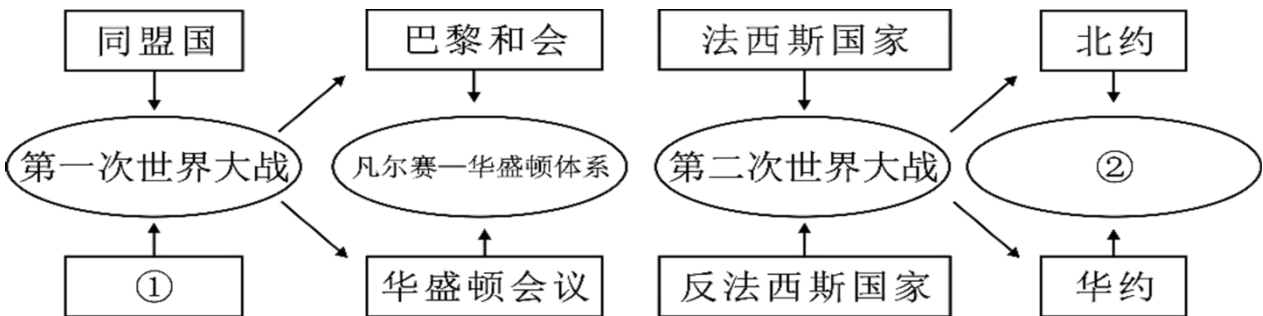 同盟国
巴黎和会
法西斯国家
北约
第一次世界大战
凡尔赛—华盛顿体系
第二次世界大战
②
①
华盛顿会议
反法西斯国家
华约